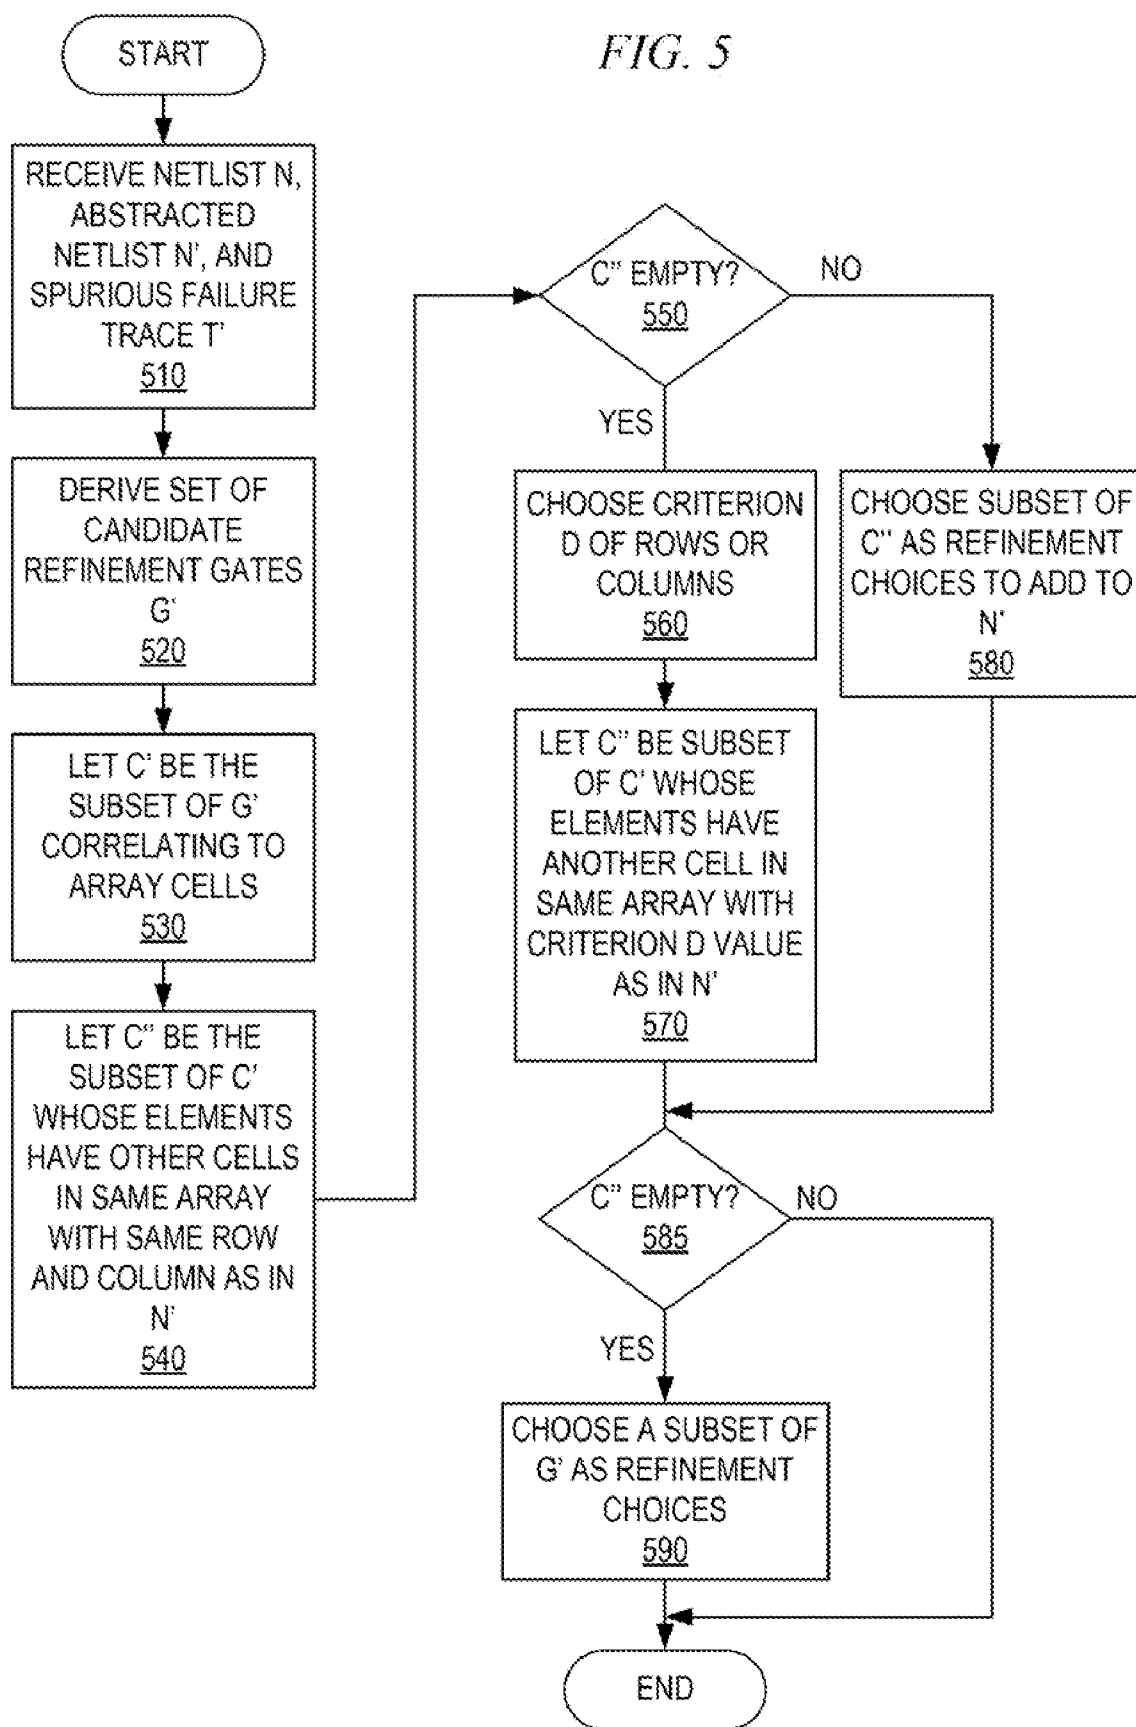 FIG. 5
START
RECEIVE NETLIST N,
ABSTRACTED
NETLIST N', AND
SPURIOUS FAILURE
TRACE T'
510
DERIVE SET OF
CANDIDATE
REFINEMENT GATES
G'
520
LET C' BE THE
SUBSET OF G'
CORRELATING TO
ARRAY CELLS
530
LET C" BE THE
SUBSET OF C'
WHOSE ELEMENTS
HAVE OTHER CELLS
IN SAME ARRAY
WITH SAME ROW
AND COLUMN AS IN
N'
540
C" EMPTY?
550
NO
YES
CHOOSE CRITERION
D OF ROWS OR
COLUMNS
560
CHOOSE SUBSET OF
C" AS REFINEMENT
CHOICES TO ADD TO
N'
580
LET C" BE SUBSET
OF C' WHOSE
ELEMENTS HAVE
ANOTHER CELL IN
SAME ARRAY WITH
CRITERION D VALUE
AS IN N'
570
C" EMPTY?
585
NO
YES
CHOOSE A SUBSET OF
G' AS REFINEMENT
CHOICES
590
END